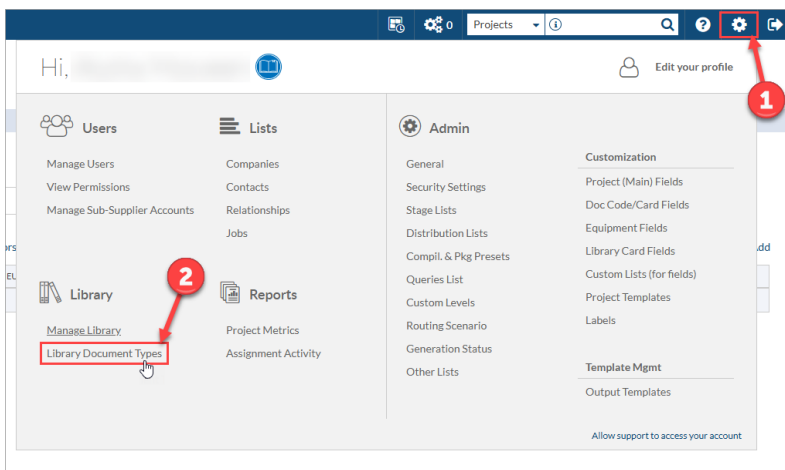 0 Projects
1
Hi,
Edit your profile
Users
Manage Users
View Permissions
Manage Sub-Supplier Accounts
Lists
Companies
Contacts
Relationships
Jobs
Library
Manage Library
Library Document Types
2
Reports
Project Metrics
Assignment Activity
Admin
General
Security Settings
Stage Lists
Distribution Lists
Compil. & Pkg Presets
Queries List
Custom Levels
Routing Scenario
Generation Status
Other Lists
Customization
Project (Main) Fields
Doc Code/Card Fields
Equipment Fields
Library Card Fields
Custom Lists (for fields)
Project Templates
Labels
Template Mgmt
Output Templates
Allow support to access your account